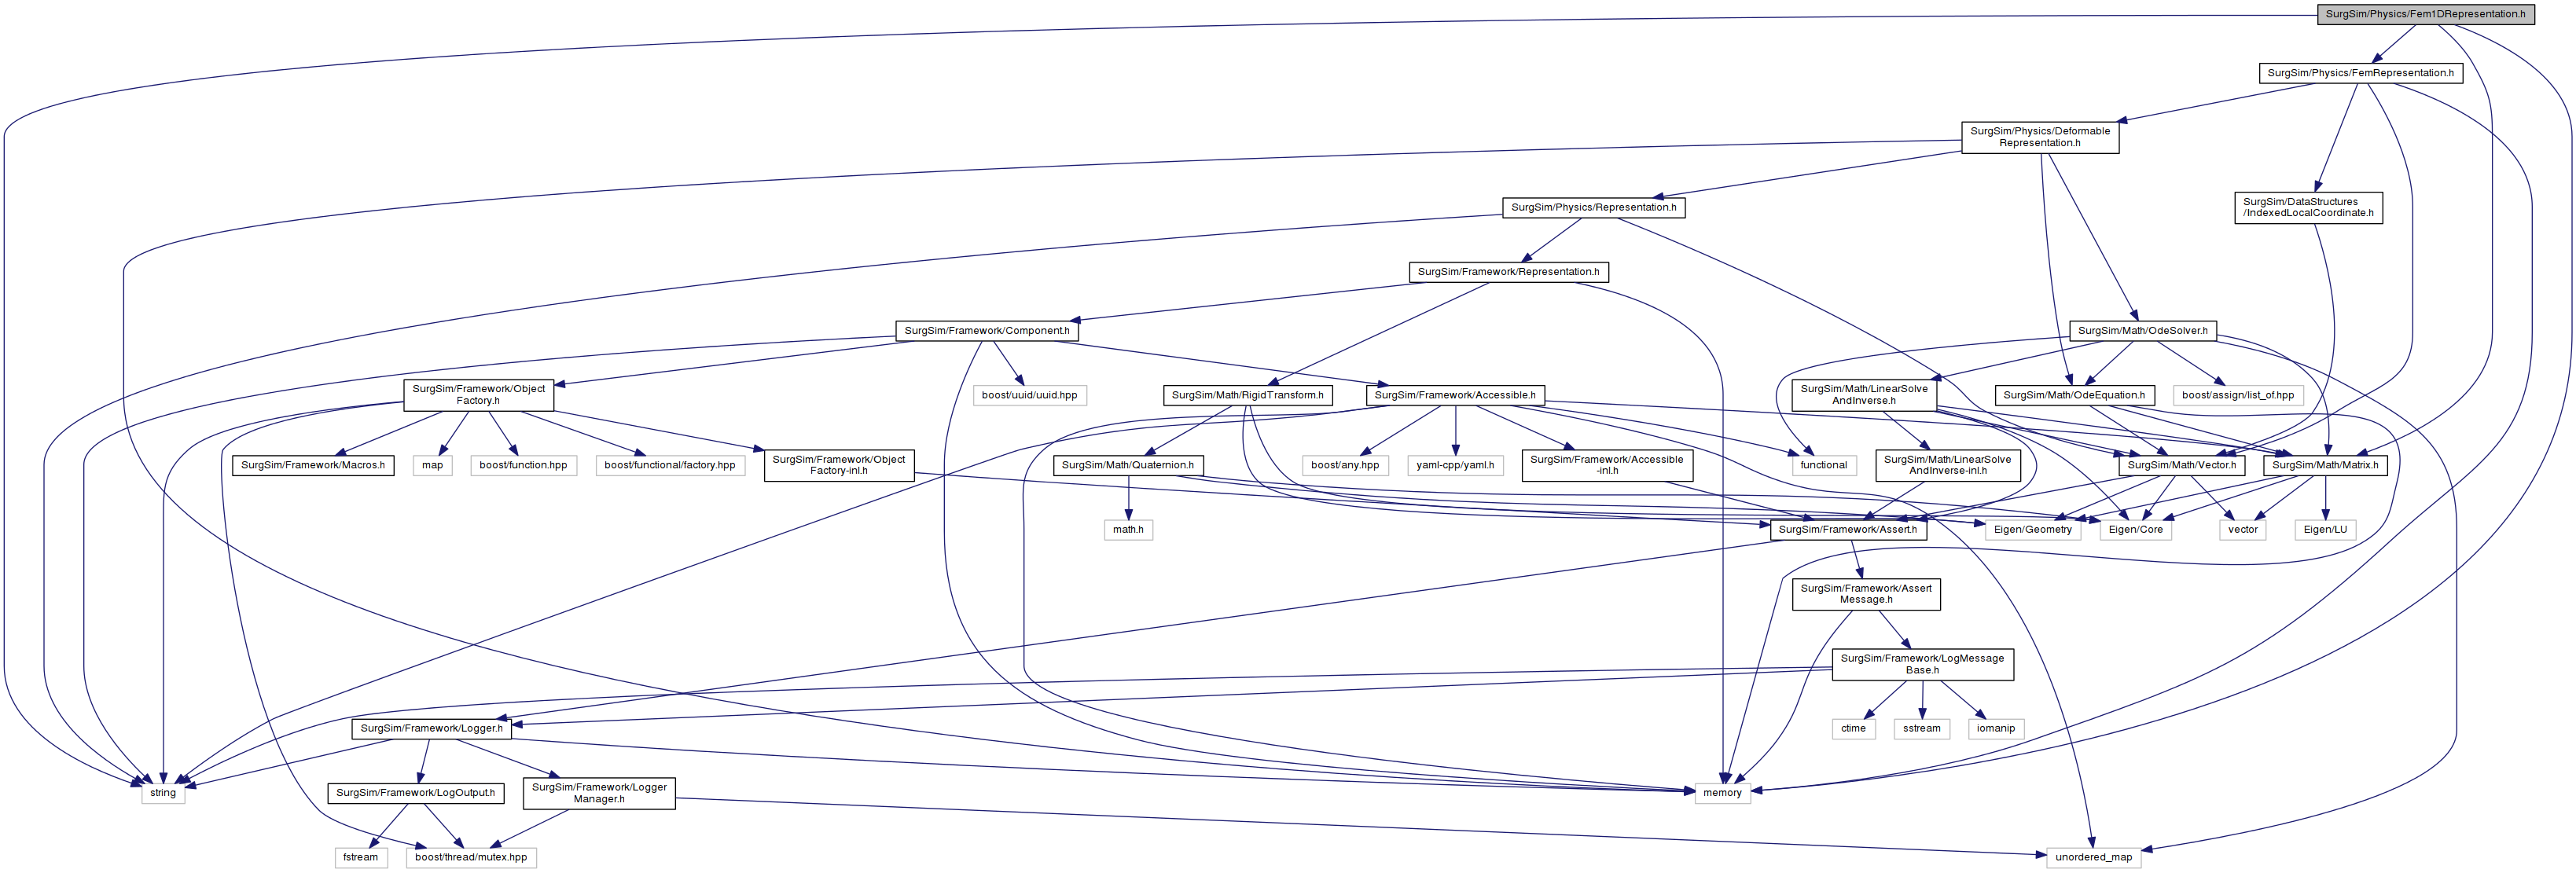 SurgSim/Physics/Fem1DRepresentation.h
SurgSim/Physics/FemRepresentation.h
SurgSim/Physics/Deformable
Representation.h
SurgSim/Physics/Representation.h
SurgSim/DataStructures
/IndexedLocalCoordinate.h
SurgSim/Framework/Representation.h
SurgSim/Framework/Component.h
SurgSim/Math/OdeSolver.h
SurgSim/Framework/Object
Factory.h
boost/uuid/uuid.hpp
SurgSim/Math/RigidTransform.h
SurgSim/Framework/Accessible.h
SurgSim/Math/LinearSolve
AndInverse.h
SurgSim/Math/OdeEquation.h
boost/assign/list_of.hpp
SurgSim/Framework/Macros.h
map
boost/function.hpp
boost/functional/factory.hpp
SurgSim/Framework/Object
Factory-inl.h
SurgSim/Math/Quaternion.h
boost/any.hpp
yaml-cpp/yaml.h
SurgSim/Framework/Accessible
-inl.h
functional
SurgSim/Math/LinearSolve
AndInverse-inl.h
SurgSim/Math/Vector.h
SurgSim/Math/Matrix.h
math.h
SurgSim/Framework/Assert.h
Eigen/Geometry
Eigen/Core
vector
Eigen/LU
SurgSim/Framework/Assert
Message.h
SurgSim/Framework/LogMessage
Base.h
SurgSim/Framework/Logger.h
ctime
sstream
iomanip
string
SurgSim/Framework/LogOutput.h
SurgSim/Framework/Logger
Manager.h
memory
fstream
boost/thread/mutex.hpp
unordered_map